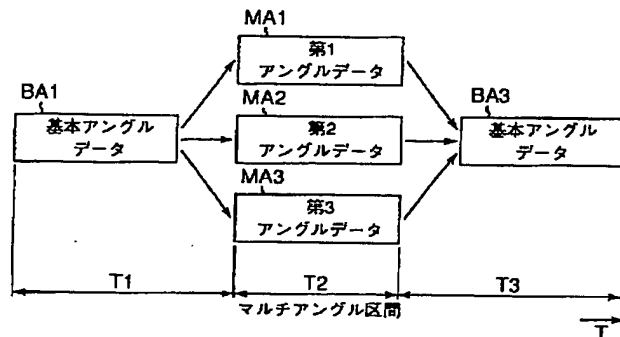 MA1
第1
アングルデータ
BA1
基本アングル
データ
MA2
第2
アングルデータ
BA3
基本アングル
データ
MA3
第3
アングルデータ
T1
T2
T3
マルチアングル区間
T